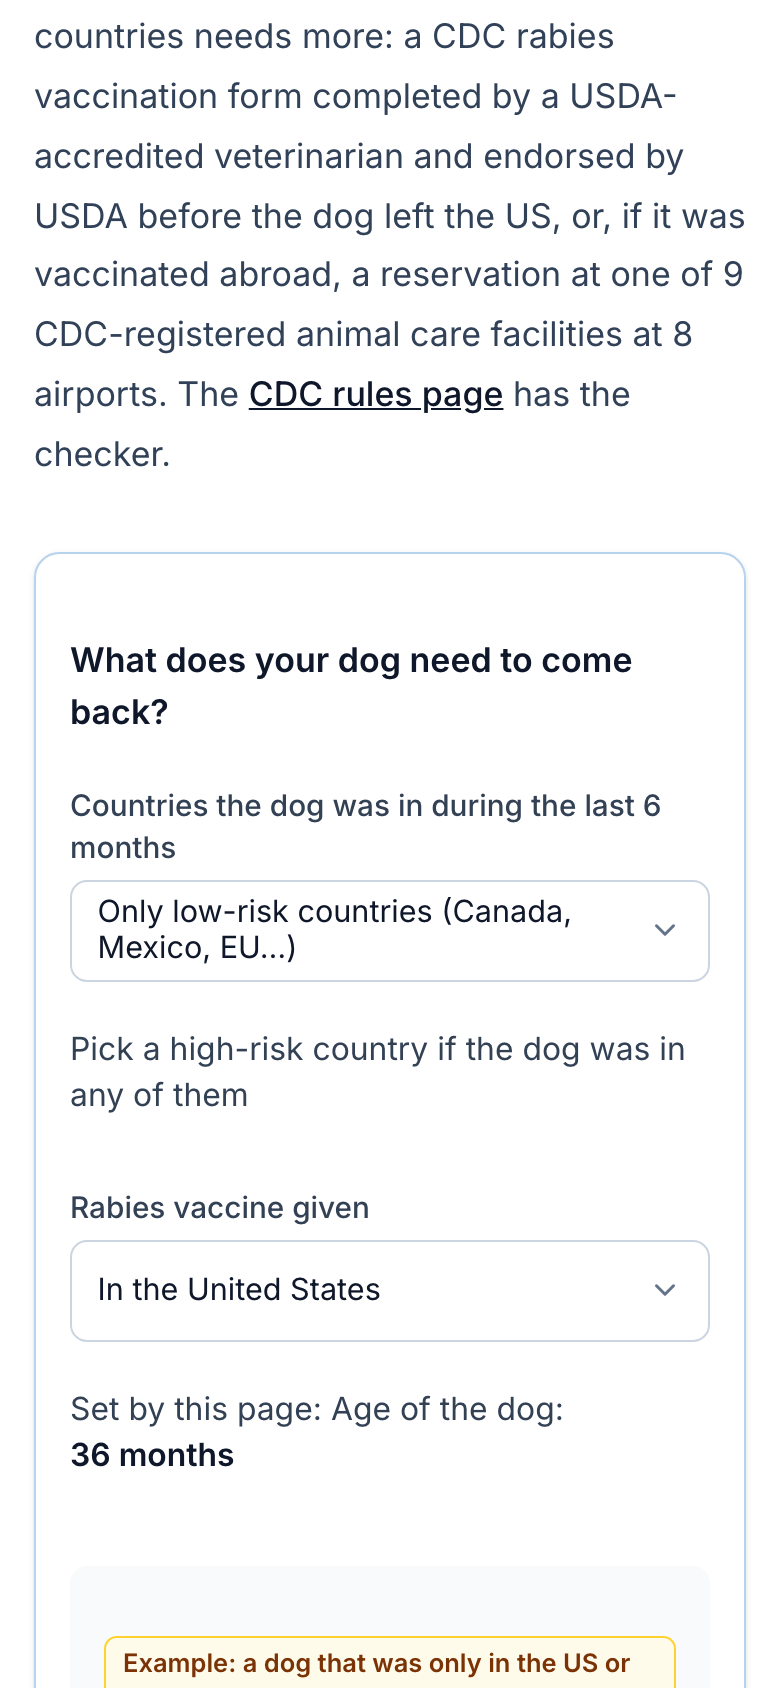 countries needs more: a CDC rabies
vaccination form completed by a USDA-
accredited veterinarian and endorsed by
USDA before the dog left the US, or, if it was
vaccinated abroad, a reservation at one of 9
CDC-registered animal care facilities at 8
airports. The CDC rules page has the
checker.
What does your dog need to come
back?
Countries the dog was in during the last 6
months
Only low-risk countries (Canada,
Mexico, EU...)
Pick a high-risk country if the dog was in
any of them
Rabies vaccine given
In the United States
Set by this page: Age of the dog:
36 months
Example: a dog that was only in the US or